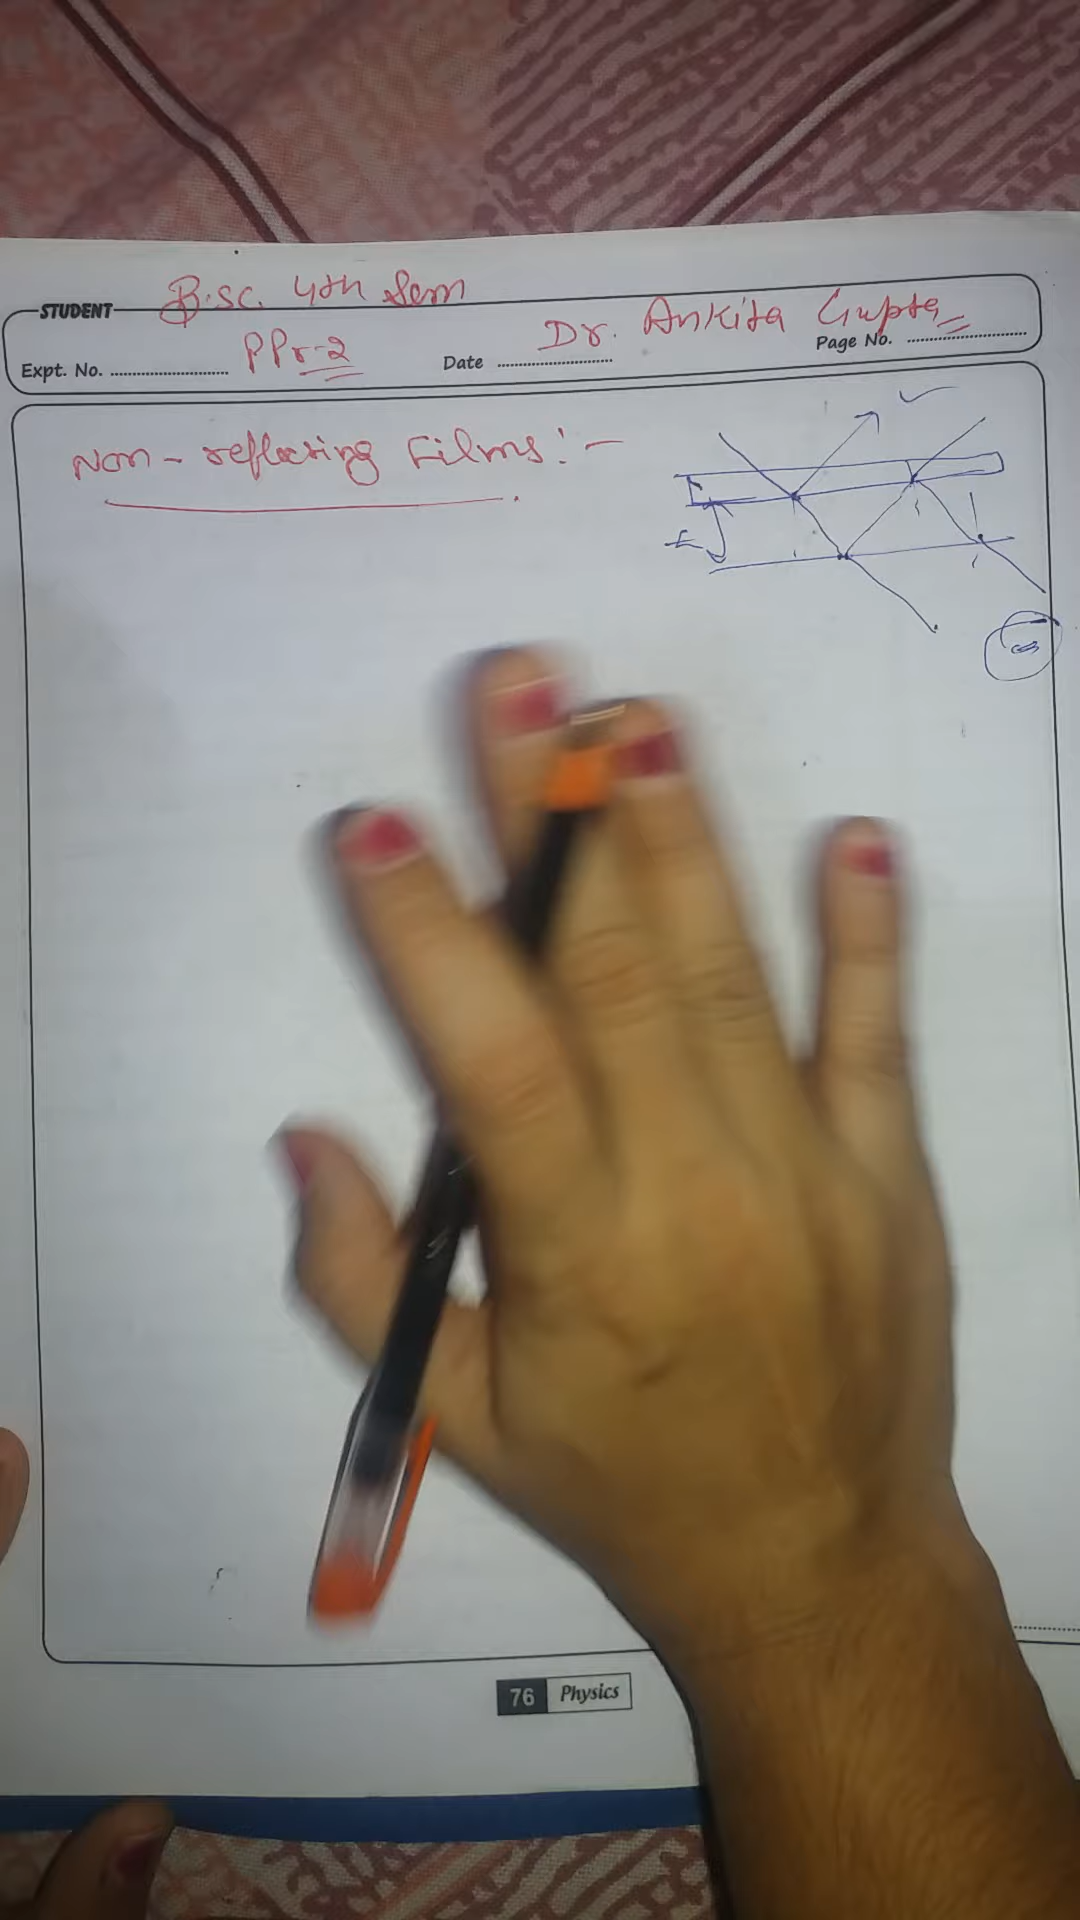 B.sc. 4th Sem
STUDENT
PPr-2
Dr. Ankita Gupta
Expt. No. Date Page No.
Non-reflecting Films:-
t
76 Physics